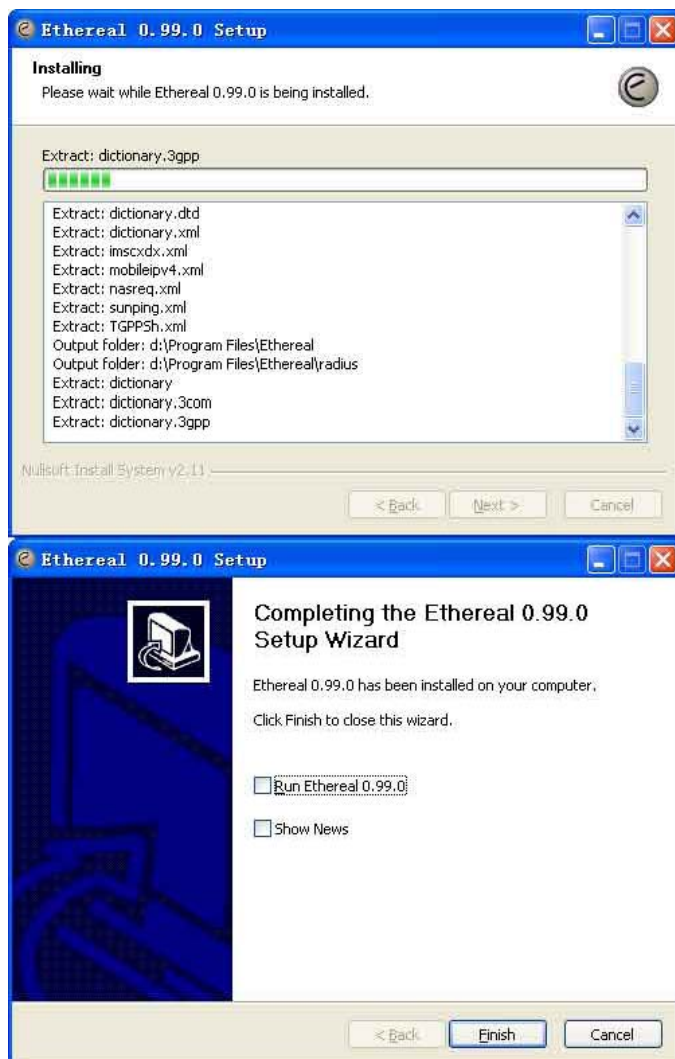 Ethereal 0.99.0 Setup
Installing
Please wait while Ethereal 0.99.0 is being installed.
Extract: dictionary.3gpp
Extract: dictionary.dtd
Extract: dictionary.xml
Extract: imscxdx.xml
Extract: mobileipv4.xml
Extract: nasreq.xml
Extract: sunping.xml
Extract: TGPPSh.xml
Output folder: d:\Program Files\Ethereal
Output folder: d:\Program Files\Ethereal\radius
Extract: dictionary
Extract: dictionary.3com
Extract: dictionary.3gpp
Nullsoft Install System v2.11
< Back Next > Cancel
Ethereal 0.99.0 Setup
Completing the Ethereal 0.99.0
Setup Wizard
Ethereal 0.99.0 has been installed on your computer.
Click Finish to close this wizard.
Run Ethereal 0.99.0
Show News
< Back Finish Cancel